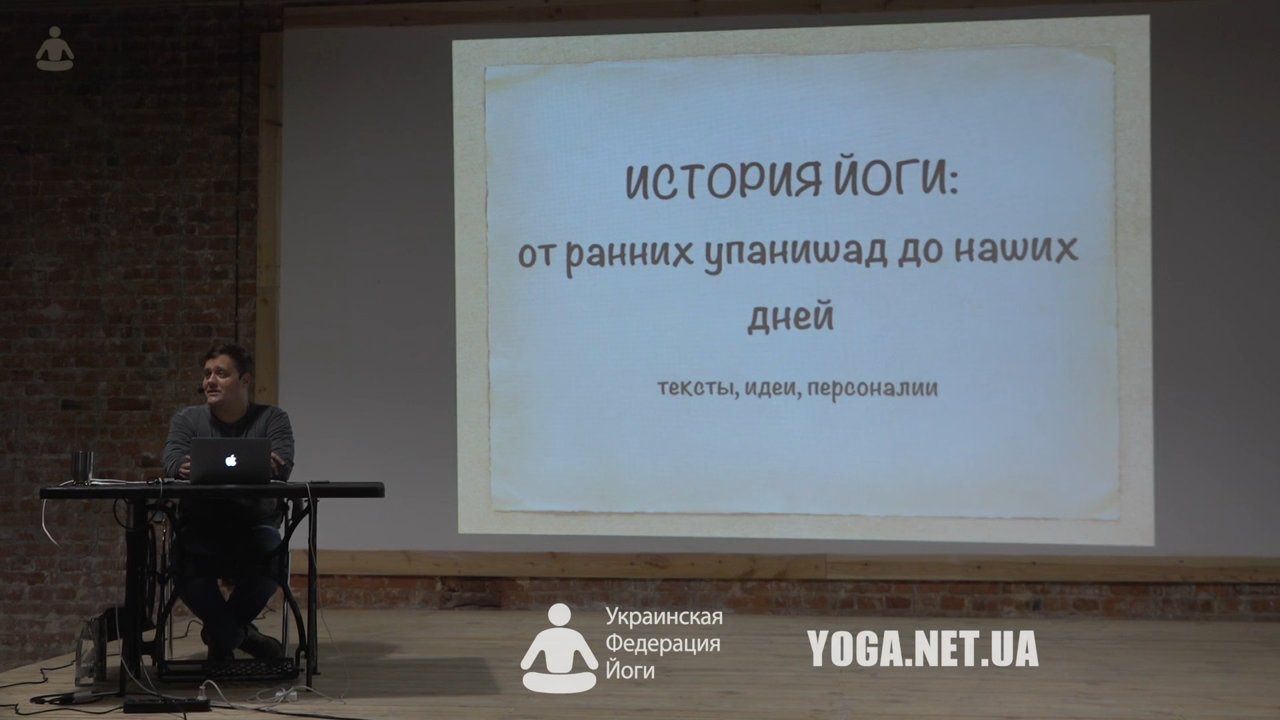 ИСТОРИЯ ЙОГИ:
от ранних упанишад до наших
дней
тексты, идеи, персоналии
Украинская
Федерация
Йоги
YOGA.NET.UA